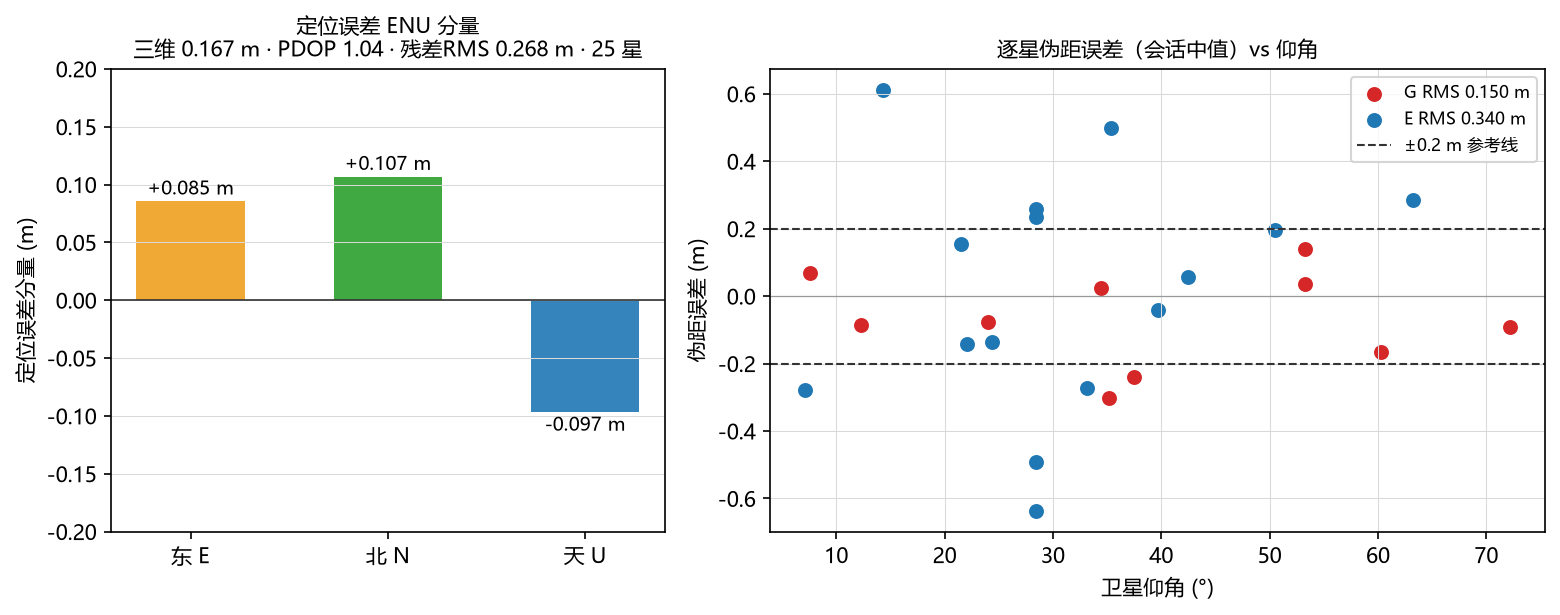 定位误差 ENU 分量
三维 0.167 m · PDOP 1.04 · 残差RMS 0.268 m · 25 星
定位误差分量 (m)
0.20
0.15
0.10
0.05
0.00
-0.05
-0.10
-0.15
-0.20
+0.085 m
+0.107 m
-0.097 m
东 E
北 N
天 U
逐星伪距误差（会话中值）vs 仰角
伪距误差 (m)
0.6
0.4
0.2
0.0
-0.2
-0.4
-0.6
G RMS 0.150 m
E RMS 0.340 m
±0.2 m 参考线
10
20
30
40
50
60
70
卫星仰角 (°)